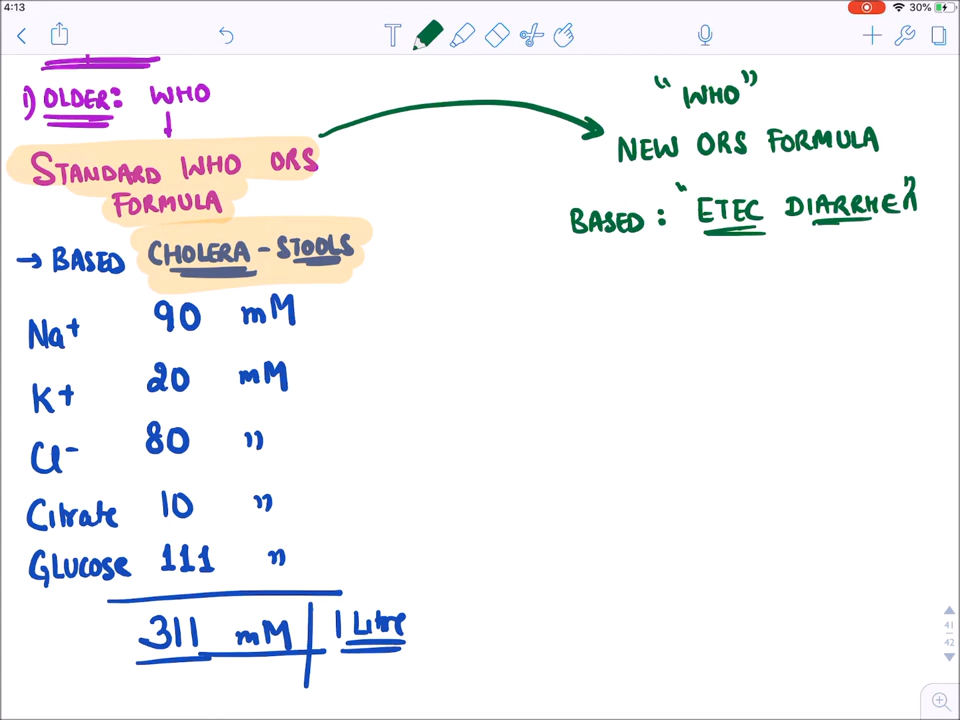 4:13
30%
T
i) OLDER: WHO
STANDARD WHO ORS
FORMULA
→ BASED CHOLERA - STOOLS
Na+ 90 mM
K+ 20 mM
Cl- 80 "
Citrate 10 "
GLUCOSE 111 "
311 mM | 1 Litre
"WHO"
NEW ORS FORMULA
BASED: "ETEC DIARRHEA"
41
42